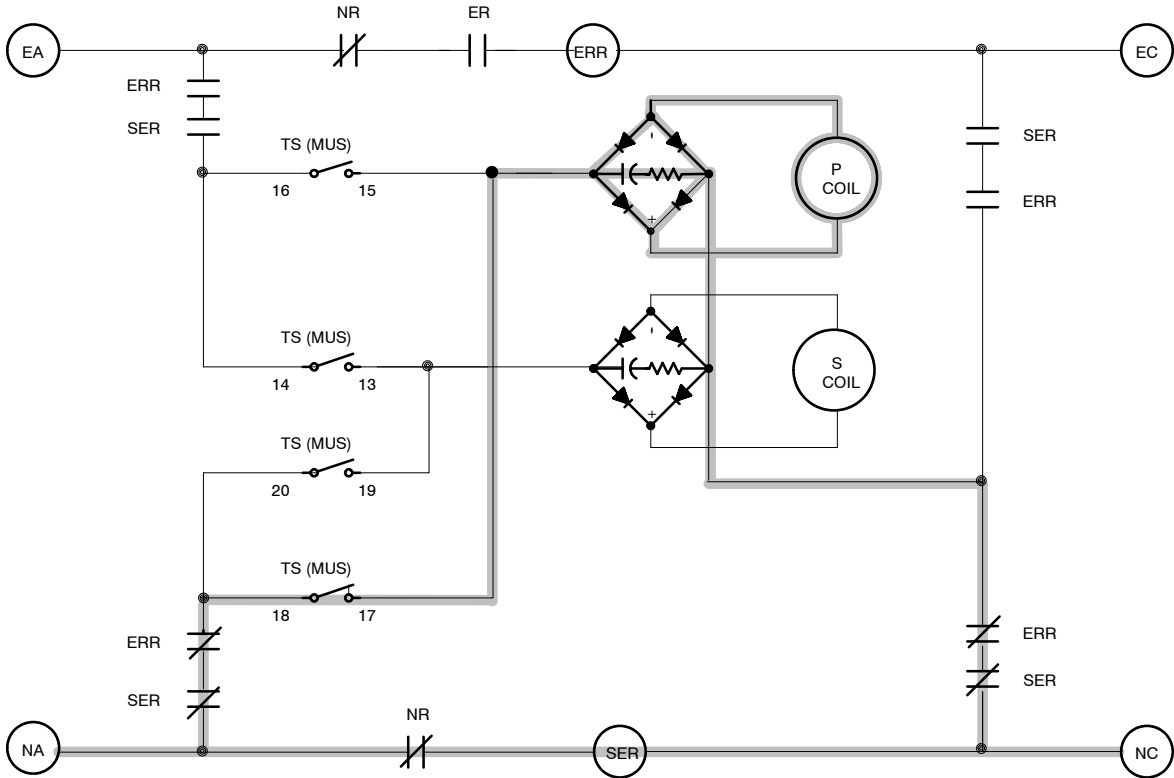 NR
ER
EA
ERR
EC
ERR
SER
TS (MUS)
16
15
-
+
P
COIL
SER
ERR
TS (MUS)
14
13
-
+
S
COIL
TS (MUS)
20
19
TS (MUS)
18
17
ERR
SER
ERR
SER
NR
NA
SER
NC